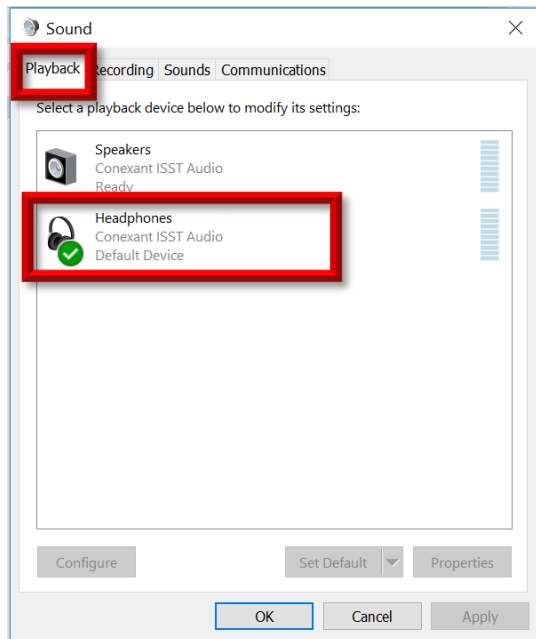 Sound
Playback Recording Sounds Communications
Select a playback device below to modify its settings:
Speakers
Conexant ISST Audio
Ready
Headphones
Conexant ISST Audio
Default Device
Configure Set Default Properties
OK Cancel Apply